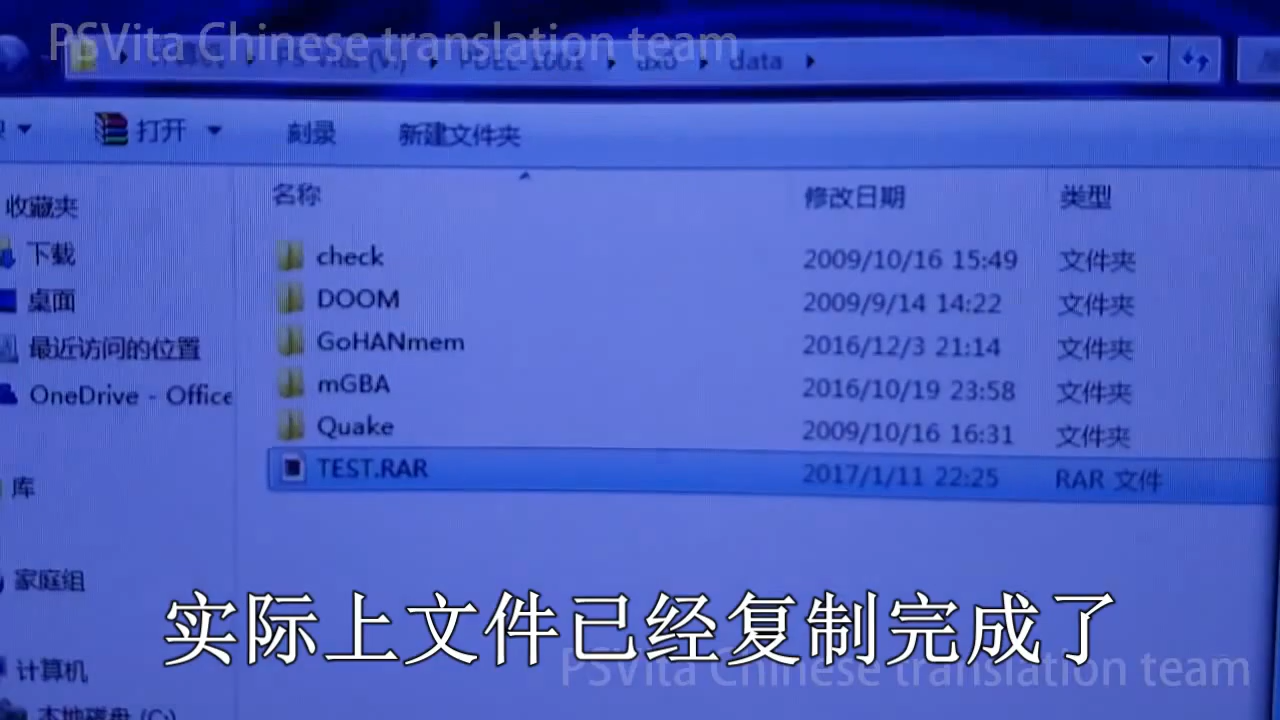 PSVita Chinese translation team
data
打开
刻录
新建文件夹
名称 修改日期 类型
收藏夹
下载
桌面
最近访问的位置
OneDrive - Office
库
家庭组
计算机
本地磁盘 (C:)
check 2009/10/16 15:49 文件夹
DOOM 2009/9/14 14:22 文件夹
GoHANmem 2016/12/3 21:14 文件夹
mGBA 2016/10/19 23:58 文件夹
Quake 2009/10/16 16:31 文件夹
TEST.RAR 2017/1/11 22:25 RAR 文件
实际上文件已经复制完成了
PSVita Chinese translation team